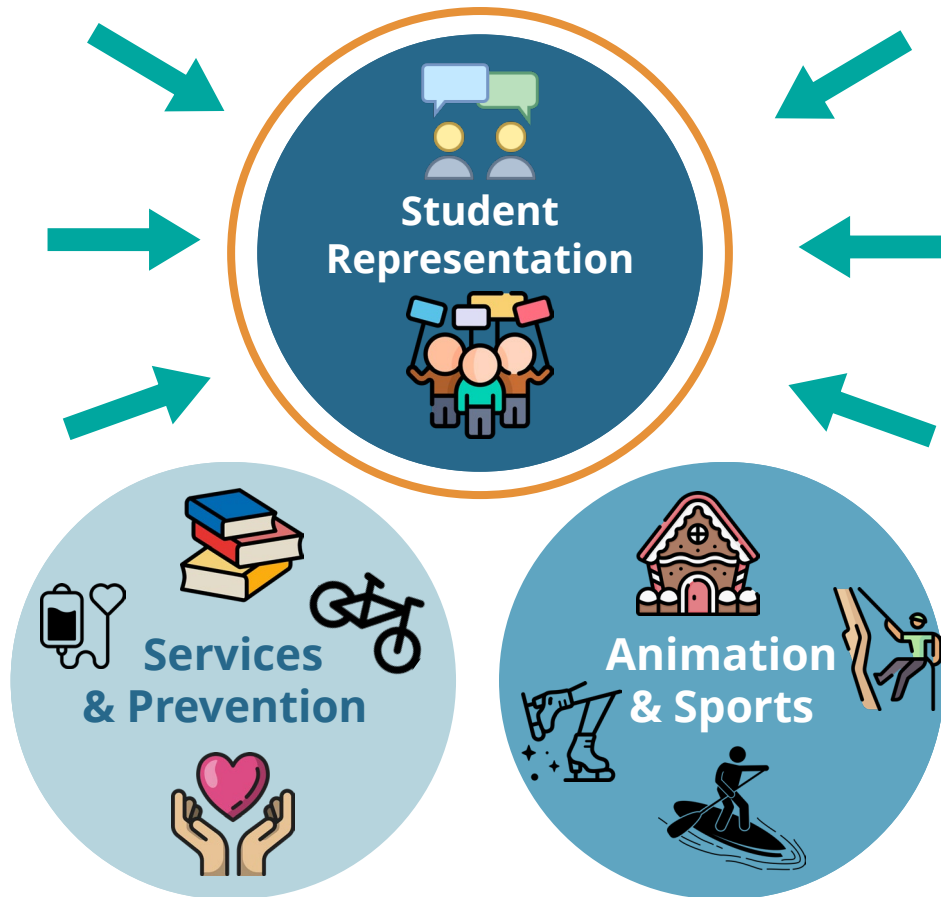 Student
Representation
Services
& Prevention
Animation
& Sports